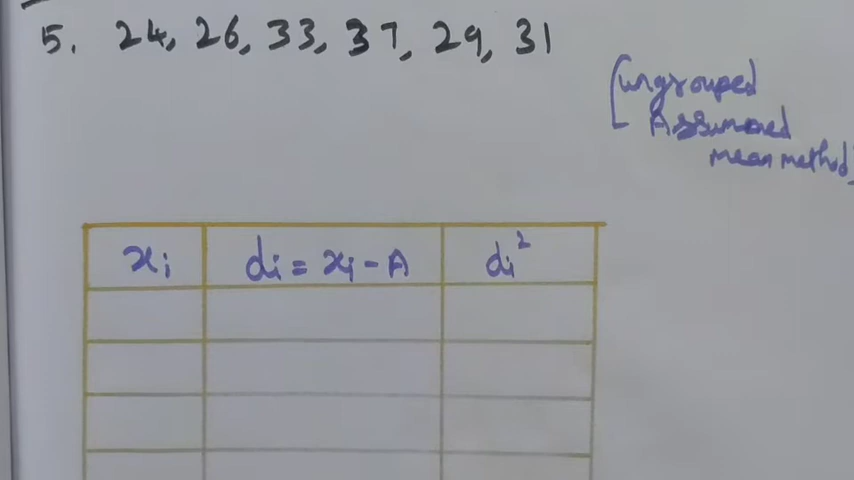 5. 24, 26, 33, 37, 29, 31
[ungrouped
Assumed
mean method]
xi di = xi - A di²